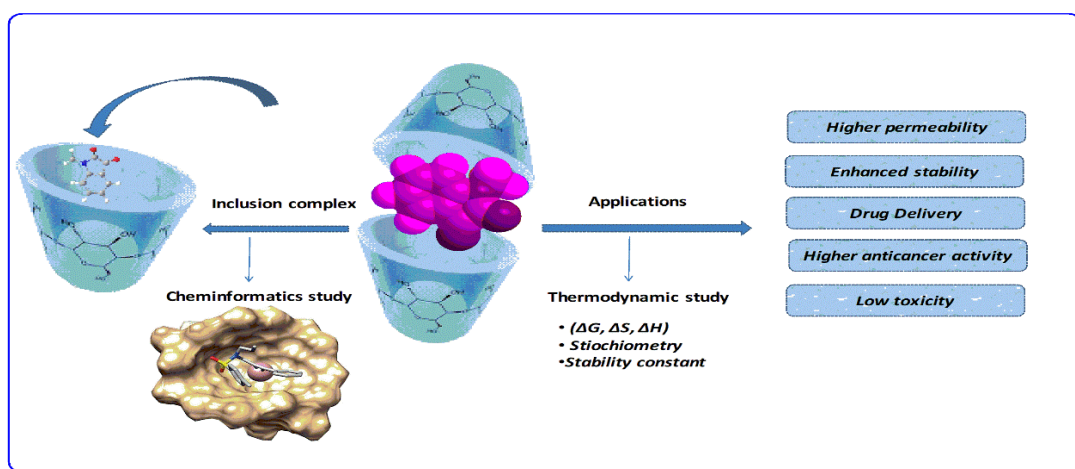 Inclusion complex
Cheminformatics study
Applications
Thermodynamic study
• (ΔG, ΔS, ΔH)
• Stiochiometry
•Stability constant
Higher permeability
Enhanced stability
Drug Delivery
Higher anticancer activity
Low toxicity